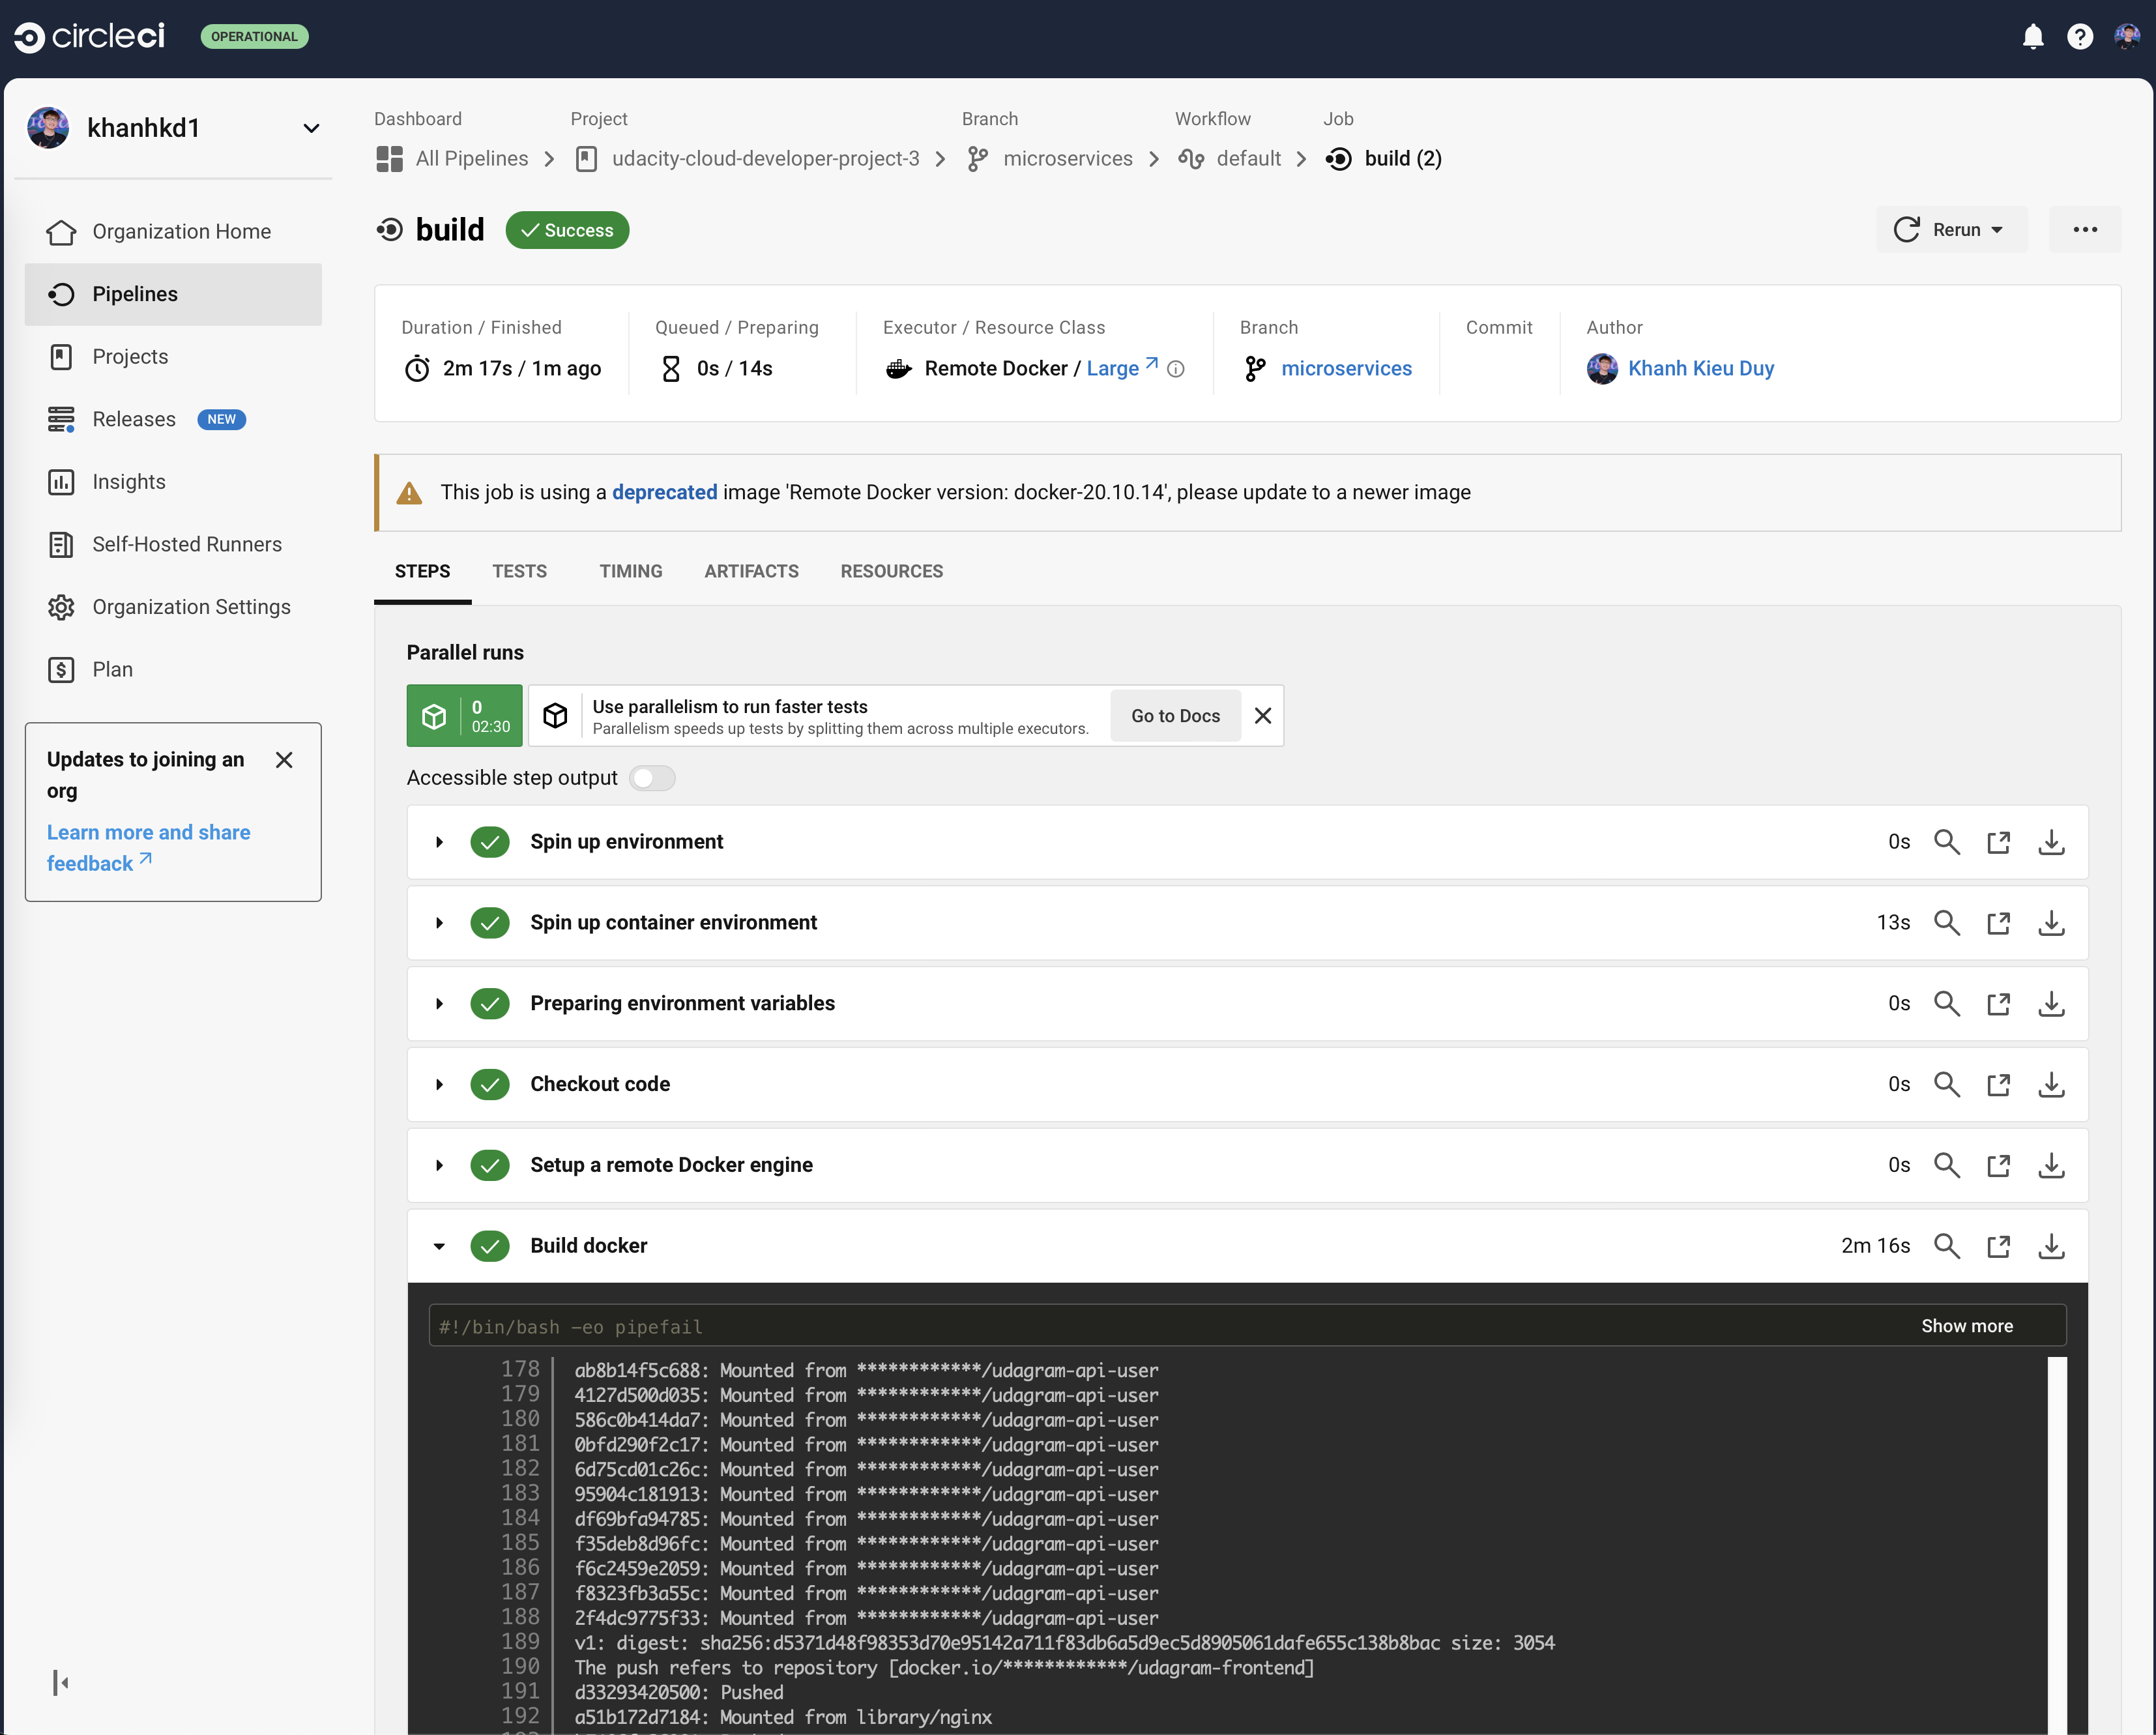 circleci OPERATIONAL
khanhkd1
Organization Home
Pipelines
Projects
Releases NEW
Insights
Self-Hosted Runners
Organization Settings
Plan
Updates to joining an
org
Learn more and share
feedback
Dashboard Project Branch Workflow Job
All Pipelines udacity-cloud-developer-project-3 microservices default build (2)
build Success Rerun
Duration / Finished Queued / Preparing Executor / Resource Class Branch Commit Author
2m 17s / 1m ago 0s / 14s Remote Docker / Large microservices Khanh Kieu Duy
This job is using a deprecated image 'Remote Docker version: docker-20.10.14', please update to a newer image
STEPS TESTS TIMING ARTIFACTS RESOURCES
Parallel runs
0
02:30
Use parallelism to run faster tests
Parallelism speeds up tests by splitting them across multiple executors.
Go to Docs
Accessible step output
Spin up environment 0s
Spin up container environment 13s
Preparing environment variables 0s
Checkout code 0s
Setup a remote Docker engine 0s
Build docker 2m 16s
#!/bin/bash -eo pipefail Show more
178 ab8b14f5c688: Mounted from ************/udagram-api-user
179 4127d500d035: Mounted from ************/udagram-api-user
180 586c0b414da7: Mounted from ************/udagram-api-user
181 0bfd290f2c17: Mounted from ************/udagram-api-user
182 6d75cd01c26c: Mounted from ************/udagram-api-user
183 95904c181913: Mounted from ************/udagram-api-user
184 df69bfa94785: Mounted from ************/udagram-api-user
185 f35deb8d96fc: Mounted from ************/udagram-api-user
186 f6c2459e2059: Mounted from ************/udagram-api-user
187 f8323fb3a55c: Mounted from ************/udagram-api-user
188 2f4dc9775f33: Mounted from ************/udagram-api-user
189 v1: digest: sha256:d5371d48f98353d70e95142a711f83db6a5d9ec5d8905061dafe655c138b8bac size: 3054
190 The push refers to repository [docker.io/************/udagram-frontend]
191 d33293420500: Pushed
192 a51b172d7184: Mounted from library/nginx